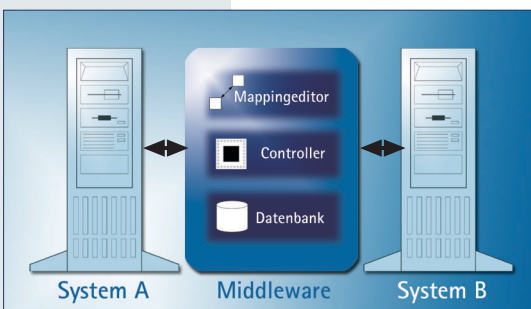 Mappingeditor
Controller
Datenbank
System A
Middleware
System B